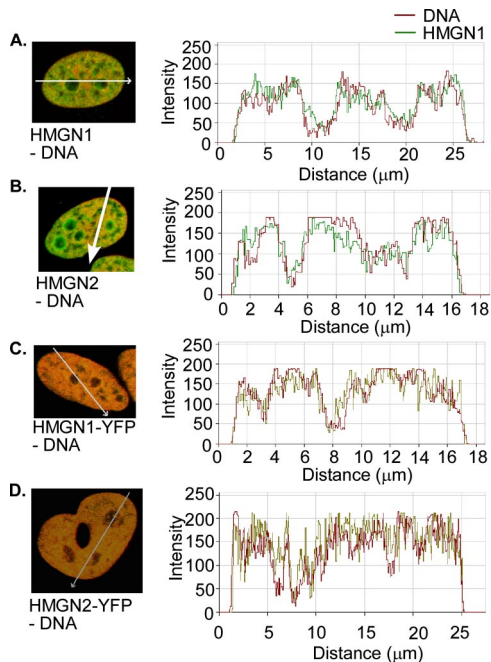 DNA
HMGN1
A.
HMGN1
- DNA
Intensity
250
200
150
100
50
0
0 5 10 15 20 25
Distance (μm)
B.
HMGN2
- DNA
Intensity
250
200
150
100
50
0
0 2 4 6 8 10 12 14 16 18
Distance (μm)
C.
HMGN1-YFP
- DNA
Intensity
250
200
150
100
50
0
0 2 4 6 8 10 12 14 16 18
Distance (μm)
D.
HMGN2-YFP
- DNA
Intensity
250
200
150
100
50
0
0 5 10 15 20 25
Distance (μm)